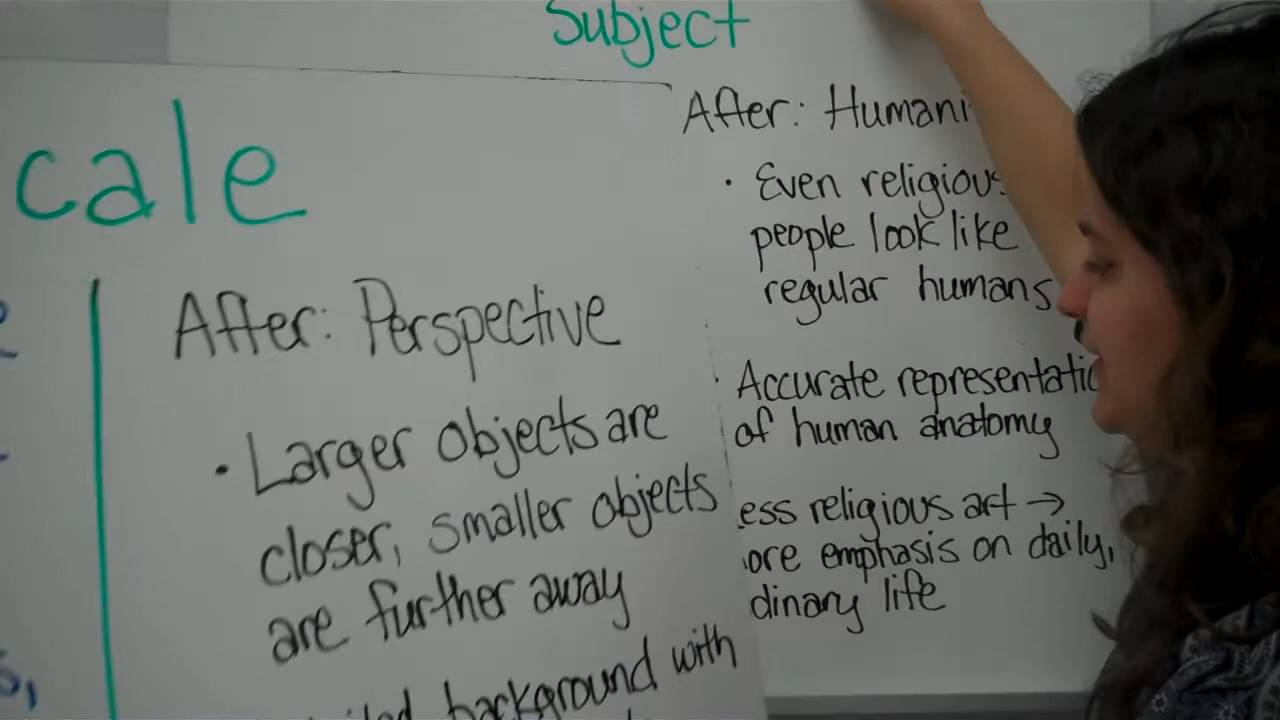 Subject
cale
After: Perspective
• Larger objects are
closer, smaller objects
are further away
background with
After: Humani
• Even religious
people look like
regular humans
• Accurate representatio
of human anatomy
ess religious art →
ore emphasis on daily,
dinary life